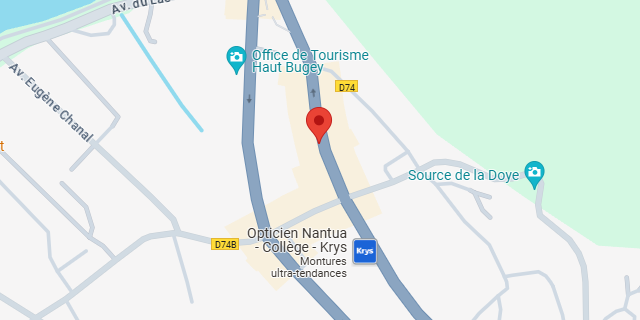 Av. du Lac
Office de Tourisme
Haut Bugey
D74
Av. Eugène Chanal
t
Source de la Doye
D74B
Opticien Nantua
- Collège - Krys
Krys
Montures
ultra-tendances